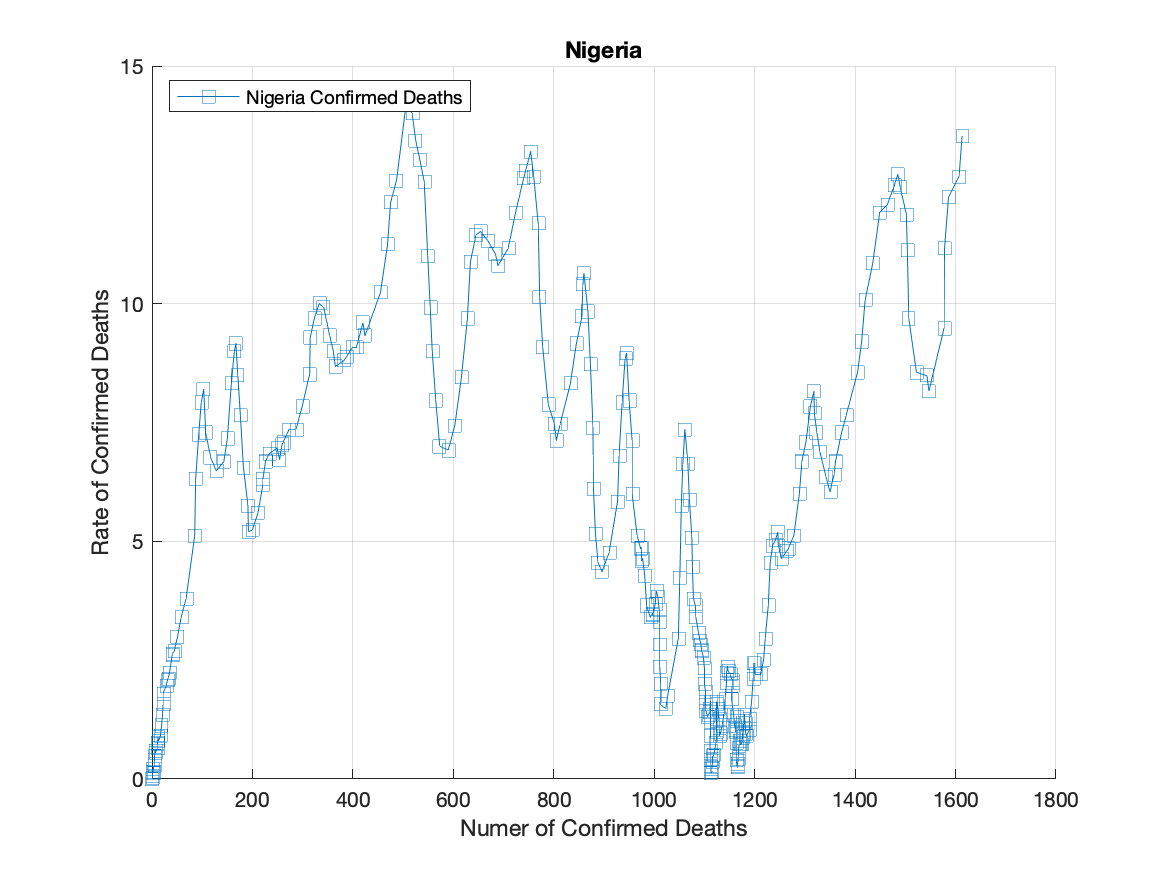 Nigeria
Nigeria Confirmed Deaths
Rate of Confirmed Deaths
15
10
5
0
0 200 400 600 800 1000 1200 1400 1600 1800
Numer of Confirmed Deaths